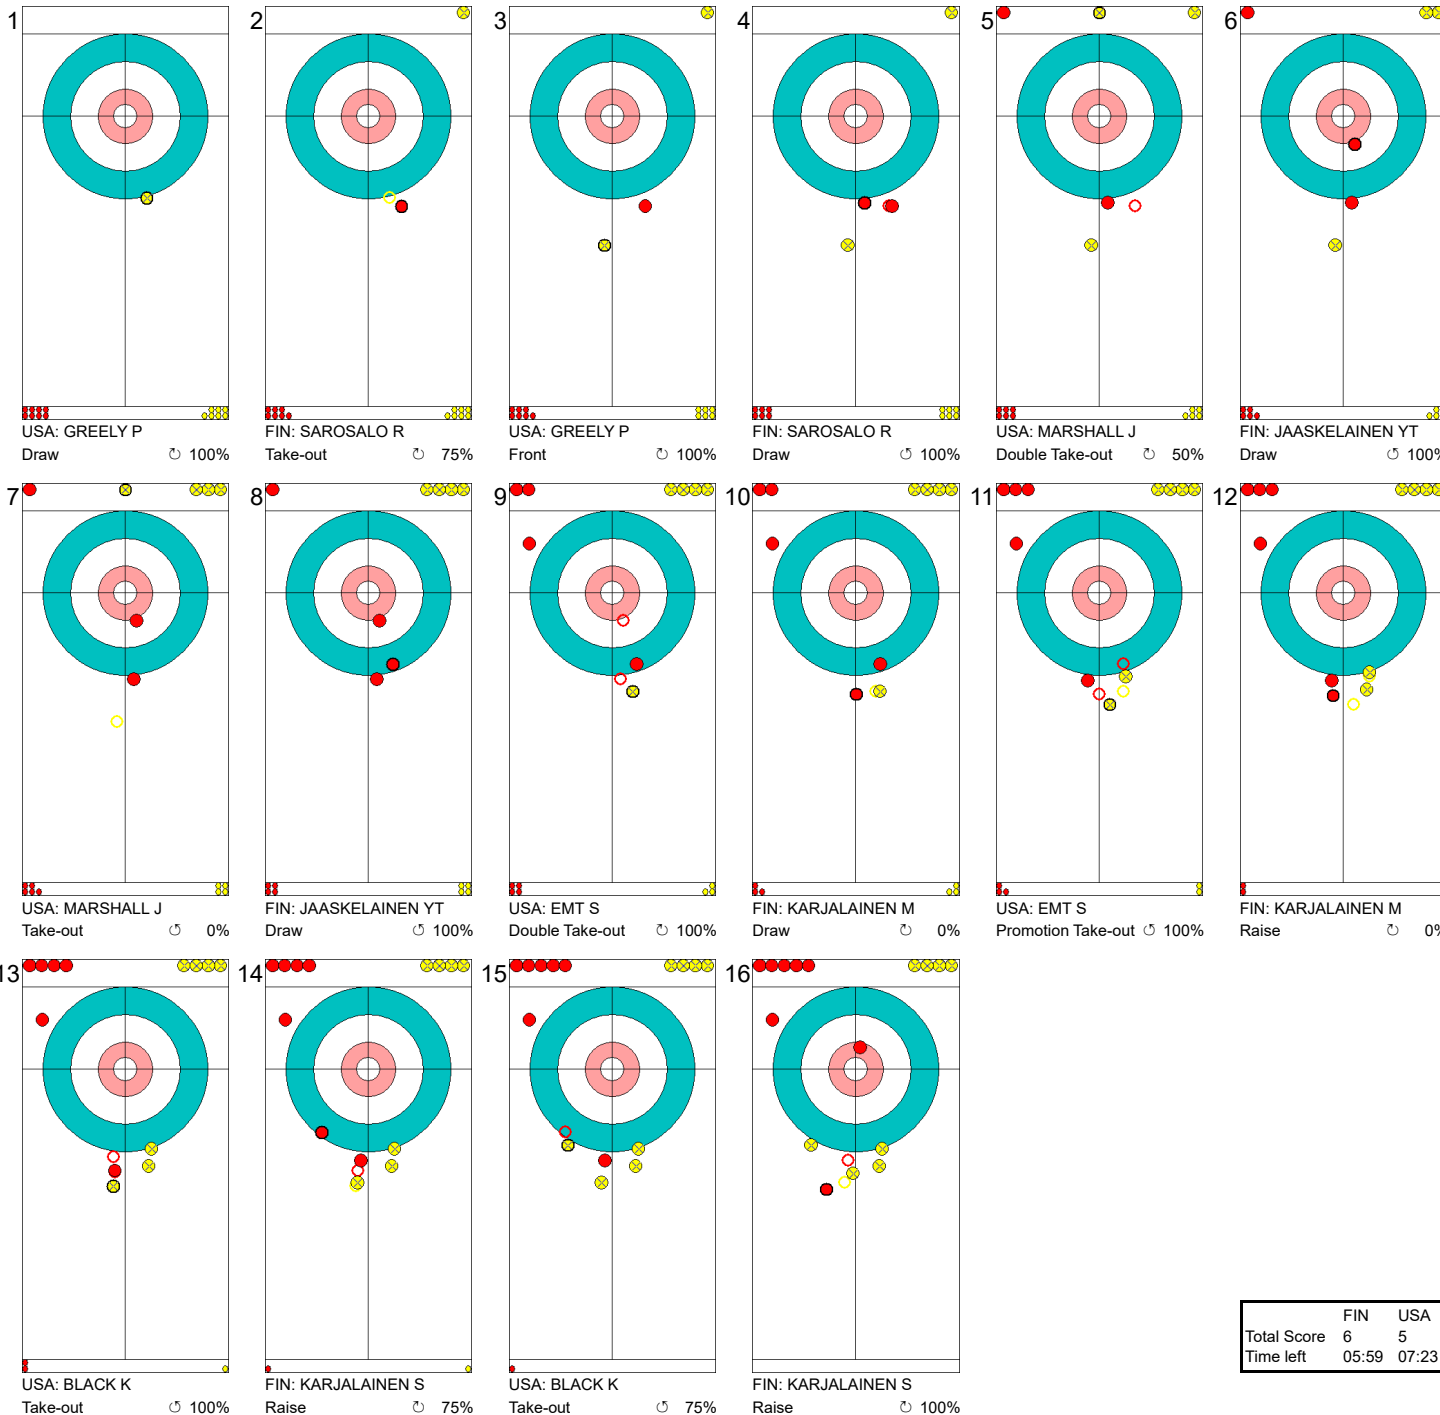 1
2
3
4
5
6
USA: GREELY P
Draw ↻ 100%
FIN: SAROSALO R
Take-out ↻ 75%
USA: GREELY P
Front ↻ 100%
FIN: SAROSALO R
Draw ↺ 100%
USA: MARSHALL J
Double Take-out ↻ 50%
FIN: JAASKELAINEN YT
Draw ↺ 100%
7
8
9
10
11
12
USA: MARSHALL J
Take-out ↺ 0%
FIN: JAASKELAINEN YT
Draw ↺ 100%
USA: EMT S
Double Take-out ↻ 100%
FIN: KARJALAINEN M
Draw ↻ 0%
USA: EMT S
Promotion Take-out ↺ 100%
FIN: KARJALAINEN M
Raise ↻ 0%
13
14
15
16
USA: BLACK K
Take-out ↺ 100%
FIN: KARJALAINEN S
Raise ↻ 75%
USA: BLACK K
Take-out ↺ 75%
FIN: KARJALAINEN S
Raise ↻ 100%
FIN USA
Total Score 6 5
Time left 05:59 07:23